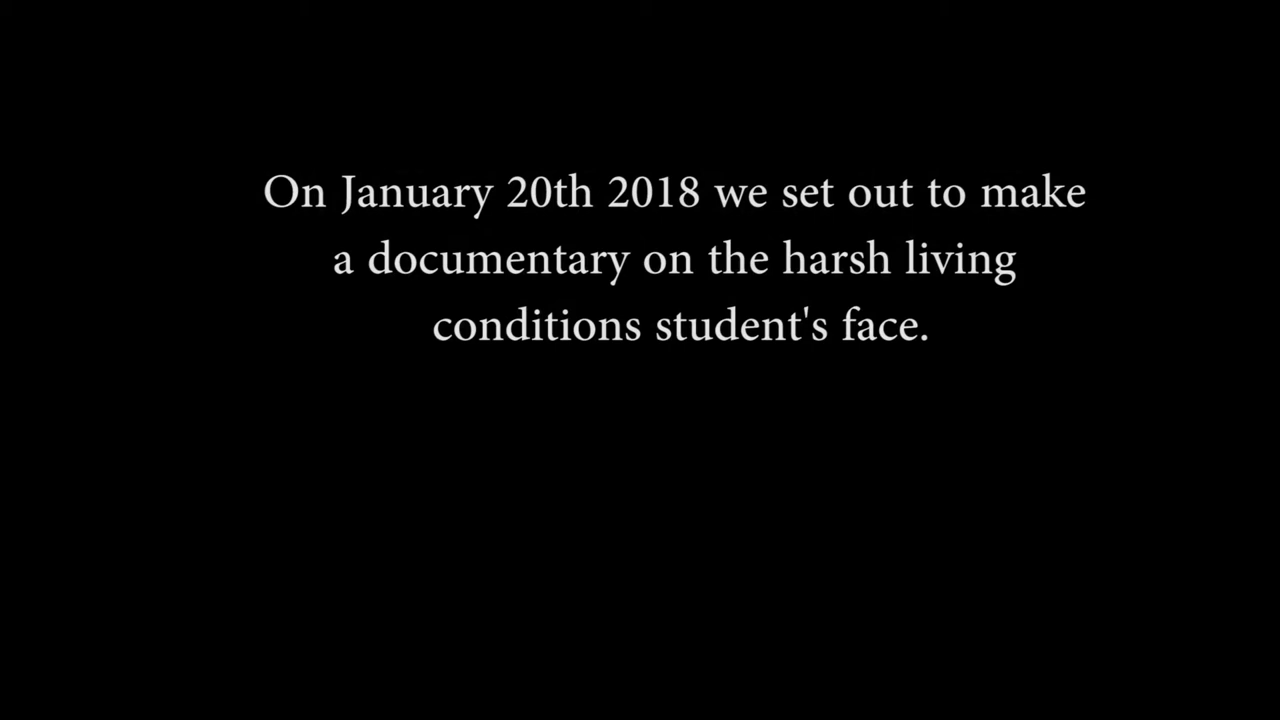 On January 20th 2018 we set out to make
a documentary on the harsh living
conditions student's face.